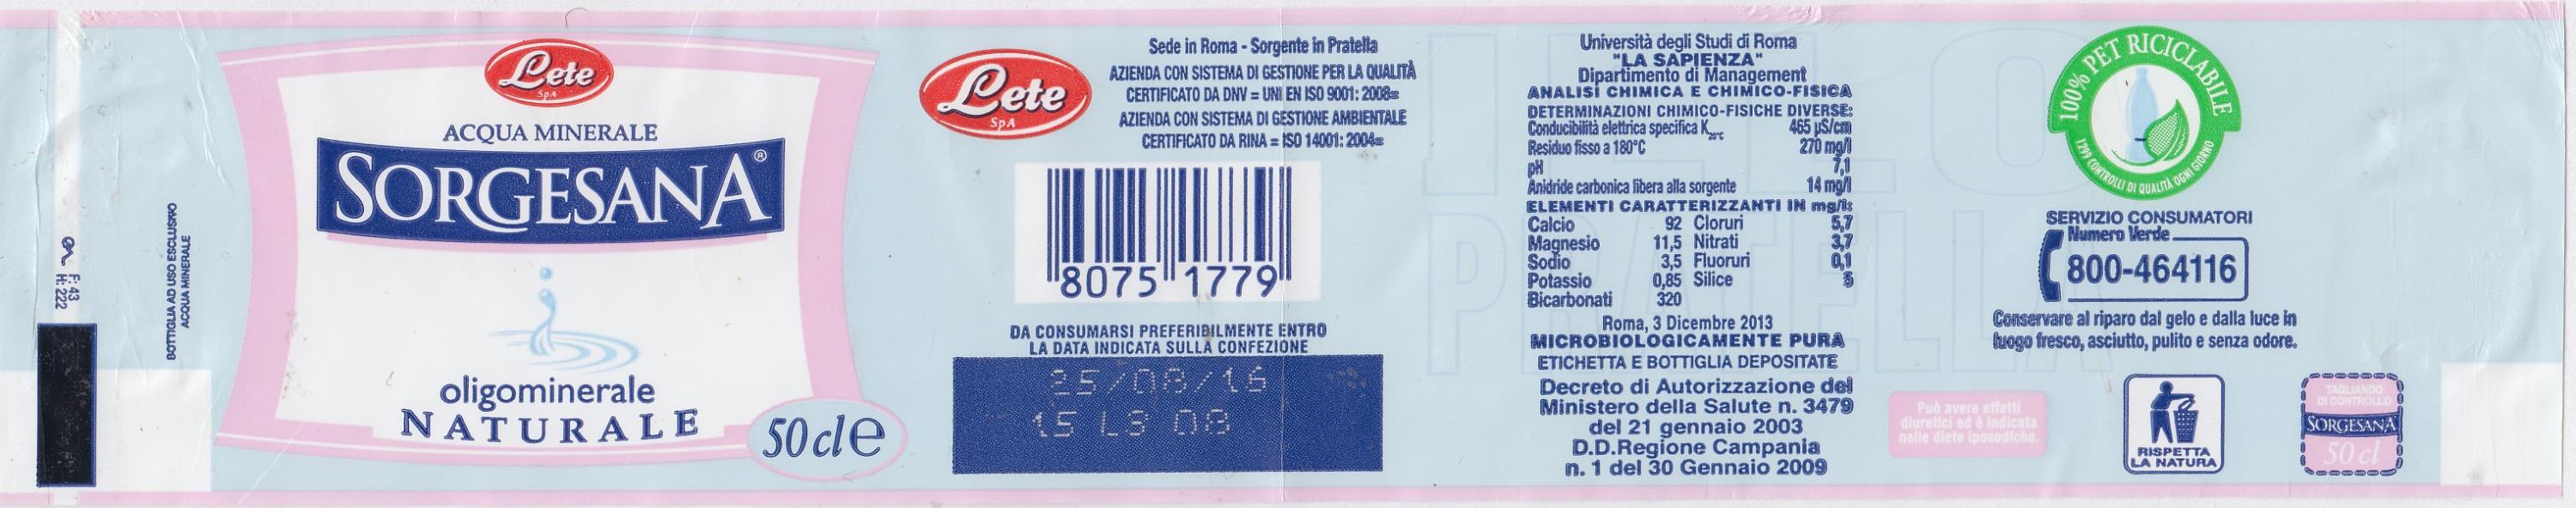 F: 43
H: 222
BOTTIGLIA AD USO ESCLUSIVO
ACQUA MINERALE
Lete
SpA
ACQUA MINERALE
SORGESANA®
oligominerale
NATURALE
50 cl e
Lete
SpA
Sede in Roma - Sorgente in Pratella
AZIENDA CON SISTEMA DI GESTIONE PER LA QUALITÀ
CERTIFICATO DA DNV = UNI EN ISO 9001: 2008=
AZIENDA CON SISTEMA DI GESTIONE AMBIENTALE
CERTIFICATO DA RINA = ISO 14001: 2004=
8075 1779
DA CONSUMARSI PREFERIBILMENTE ENTRO
LA DATA INDICATA SULLA CONFEZIONE
25/08/16
15 L3 08
Università degli Studi di Roma
"LA SAPIENZA"
Dipartimento di Management
ANALISI CHIMICA E CHIMICO-FISICA
DETERMINAZIONI CHIMICO-FISICHE DIVERSE:
Conducibilità elettrica specifica K20°C 465 µS/cm
Residuo fisso a 180°C 270 mg/l
pH 7,1
Anidride carbonica libera alla sorgente 14 mg/l
ELEMENTI CARATTERIZZANTI IN mg/l:
Calcio 92 Cloruri 5,7
Magnesio 11,5 Nitrati 3,7
Sodio 3,5 Fluoruri 0,1
Potassio 0,85 Silice 5
Bicarbonati 320
Roma, 3 Dicembre 2013
MICROBIOLOGICAMENTE PURA
ETICHETTA E BOTTIGLIA DEPOSITATE
Decreto di Autorizzazione del
Ministero della Salute n. 3479
del 21 gennaio 2003
D.D.Regione Campania
n. 1 del 30 Gennaio 2009
100% PET RICICLABILE
1299 CONTROLLI DI QUALITÀ OGNI GIORNO
SERVIZIO CONSUMATORI
Numero Verde
800-464116
Conservare al riparo dal gelo e dalla luce in
luogo fresco, asciutto, pulito e senza odore.
Può avere effetti
diuretici ed è indicata
nelle diete iposodiche.
RISPETTA
LA NATURA
TAGLIANDO
DI CONTROLLO
SORGESANA
50 cl